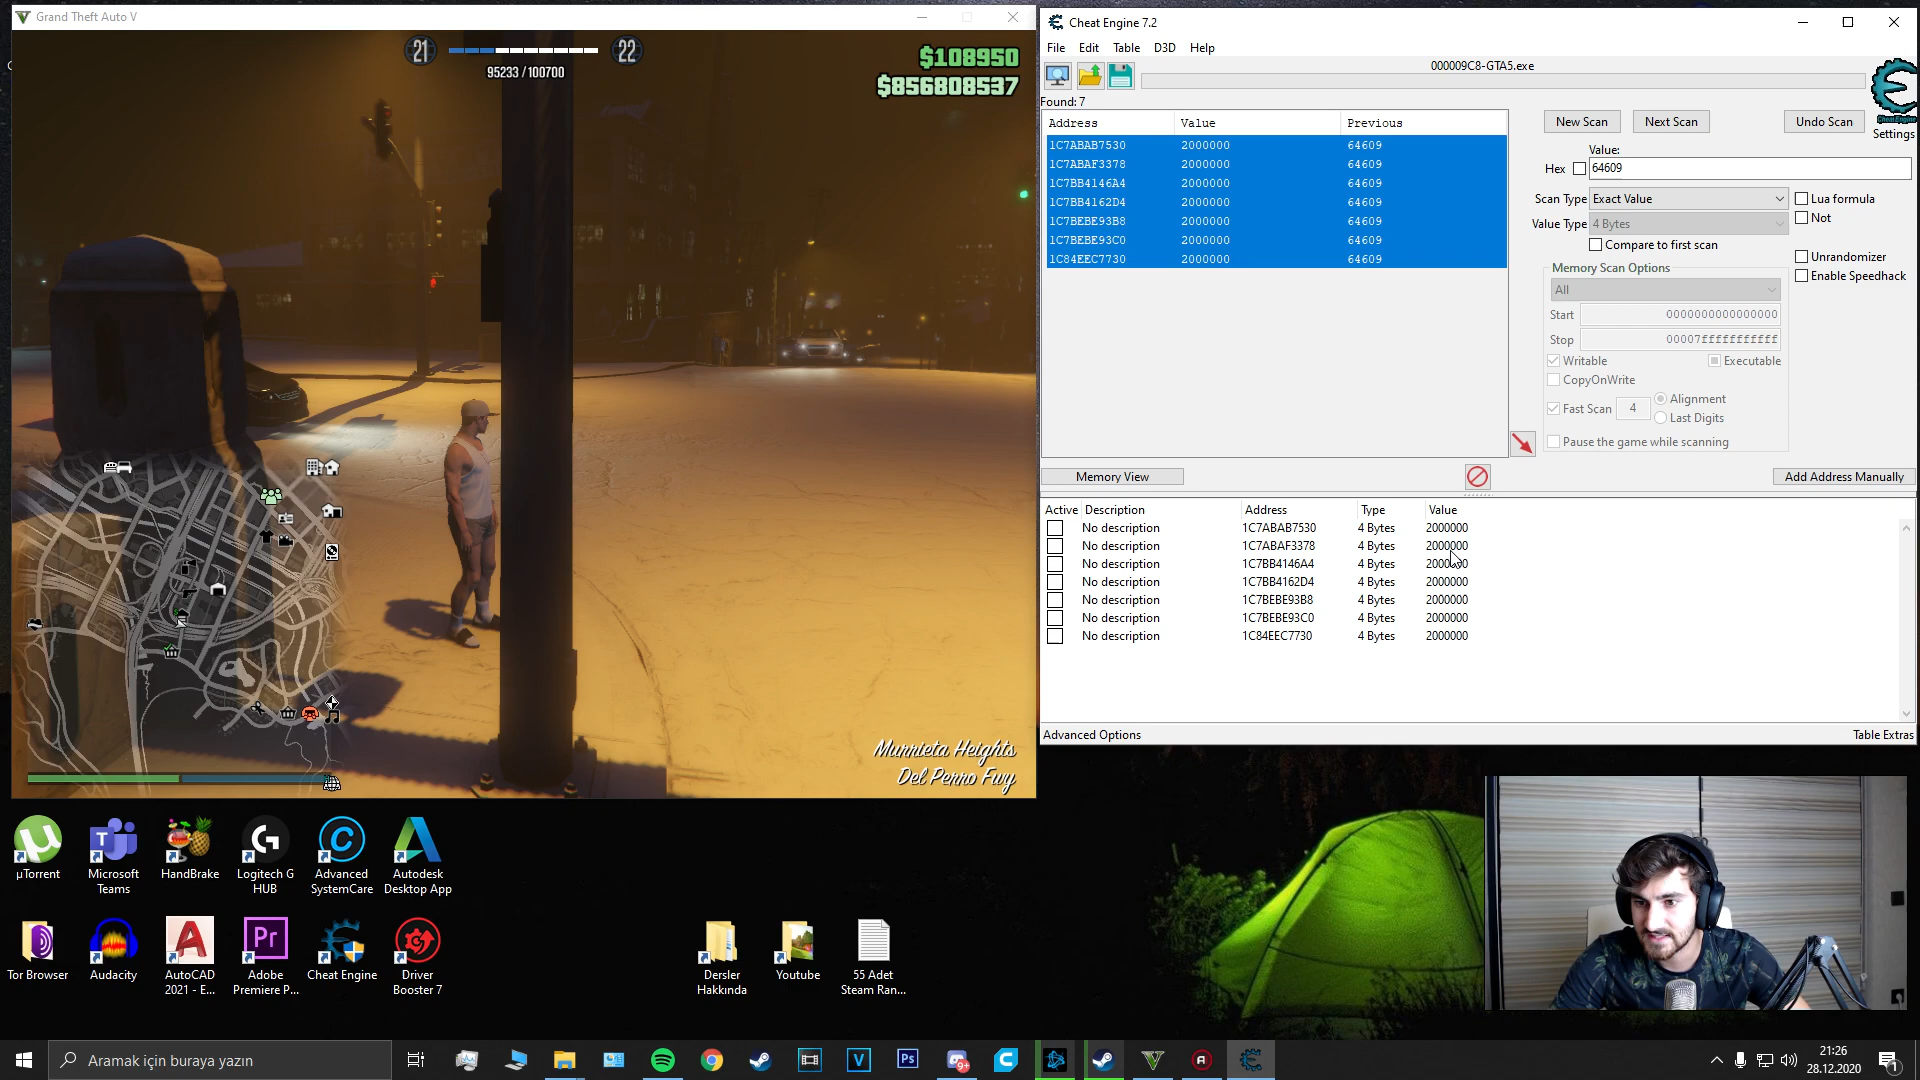 Grand Theft Auto V
21
22
95233 / 100700
$108950
$856808537
Murrieta Heights
Del Perro Fwy
Cheat Engine 7.2
File Edit Table D3D Help
000009C8-GTA5.exe
Found: 7
Address Value Previous
1C7ABAB7530 2000000 64609
1C7ABAF3378 2000000 64609
1C7BB4146A4 2000000 64609
1C7BB4162D4 2000000 64609
1C7BEBE93B8 2000000 64609
1C7BEBE93C0 2000000 64609
1C84EEC7730 2000000 64609
New Scan Next Scan Undo Scan
Cheat Engine
Settings
Value:
Hex 64609
Scan Type Exact Value
Lua formula
Not
Value Type 4 Bytes
Compare to first scan
Unrandomizer
Enable Speedhack
Memory Scan Options
All
Start 0000000000000000
Stop 00007fffffffffff
Writable Executable
CopyOnWrite
Fast Scan 4 Alignment
Last Digits
Pause the game while scanning
Memory View
Add Address Manually
Active Description Address Type Value
No description 1C7ABAB7530 4 Bytes 2000000
No description 1C7ABAF3378 4 Bytes 2000000
No description 1C7BB4146A4 4 Bytes 2000000
No description 1C7BB4162D4 4 Bytes 2000000
No description 1C7BEBE93B8 4 Bytes 2000000
No description 1C7BEBE93C0 4 Bytes 2000000
No description 1C84EEC7730 4 Bytes 2000000
Advanced Options
Table Extras
µTorrent
Microsoft
Teams
HandBrake
Logitech G
HUB
Advanced
SystemCare
Autodesk
Desktop App
Tor Browser
Audacity
AutoCAD
2021 - E...
Pr
Adobe
Premiere P...
Cheat Engine
Driver
Booster 7
Dersler
Hakkında
Youtube
55 Adet
Steam Ran...
Aramak için buraya yazın
V
Ps
9+
21:26
28.12.2020
1